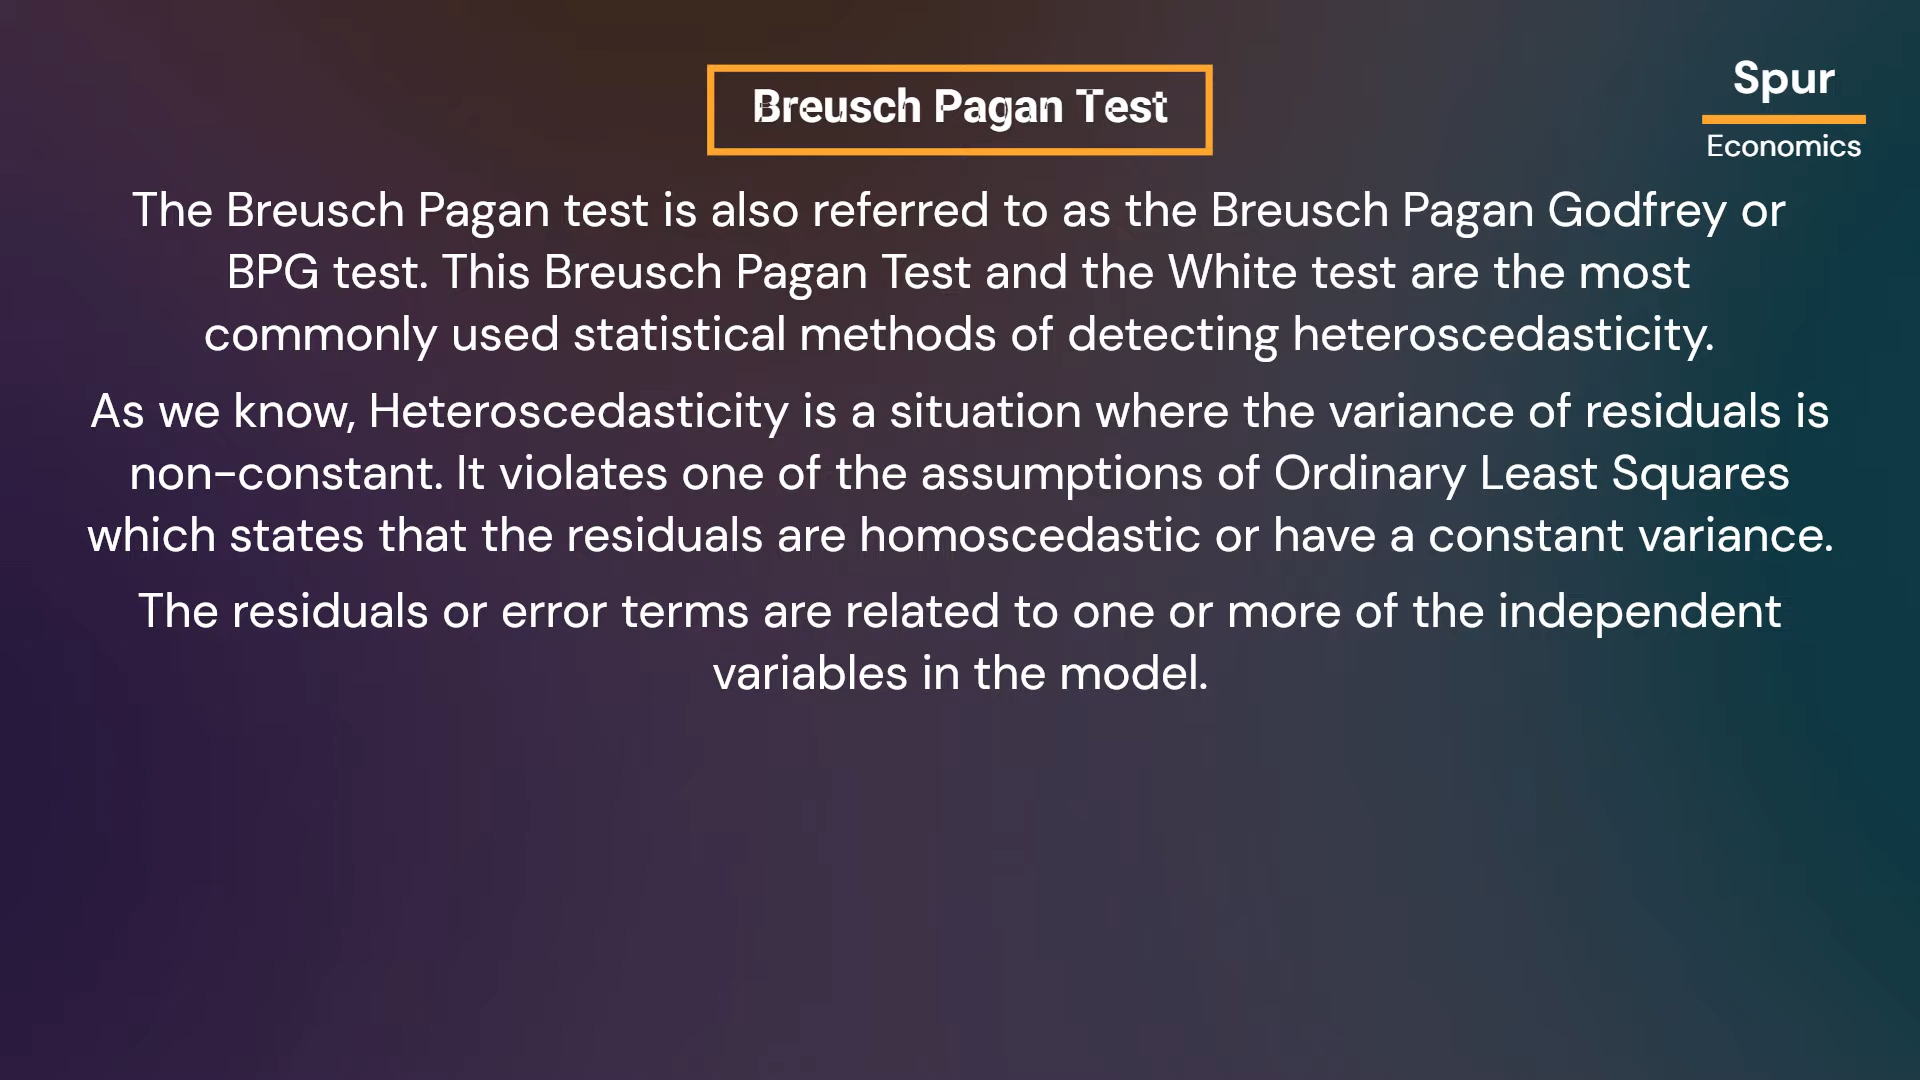 Breusch Pagan Test
Spur
Economics
The Breusch Pagan test is also referred to as the Breusch Pagan Godfrey or
BPG test. This Breusch Pagan Test and the White test are the most
commonly used statistical methods of detecting heteroscedasticity.
As we know, Heteroscedasticity is a situation where the variance of residuals is
non-constant. It violates one of the assumptions of Ordinary Least Squares
which states that the residuals are homoscedastic or have a constant variance.
The residuals or error terms are related to one or more of the independent
variables in the model.